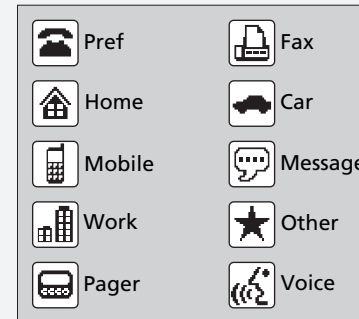 Pref
Fax
Home
Car
Mobile
Message
Work
Other
Pager
Voice